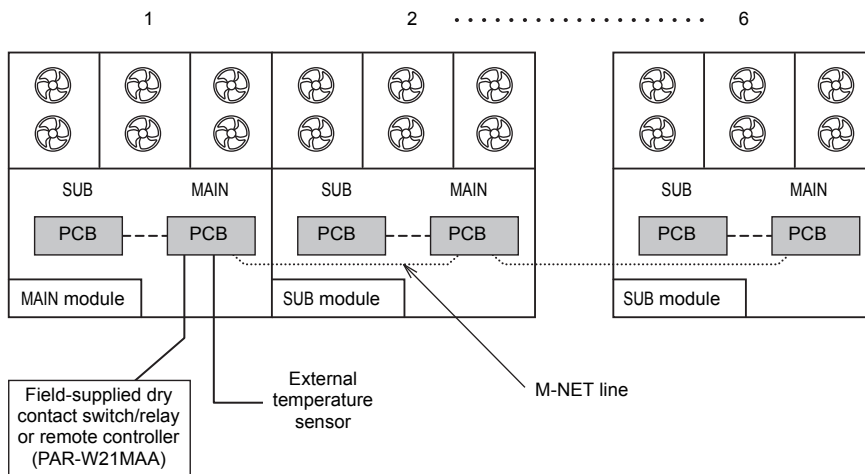 1 2 ······················ 6
SUB MAIN SUB MAIN SUB MAIN
PCB PCB PCB PCB PCB PCB
MAIN module SUB module SUB module
Field-supplied dry
contact switch/relay
or remote controller
(PAR-W21MAA)
External
temperature
sensor
M-NET line